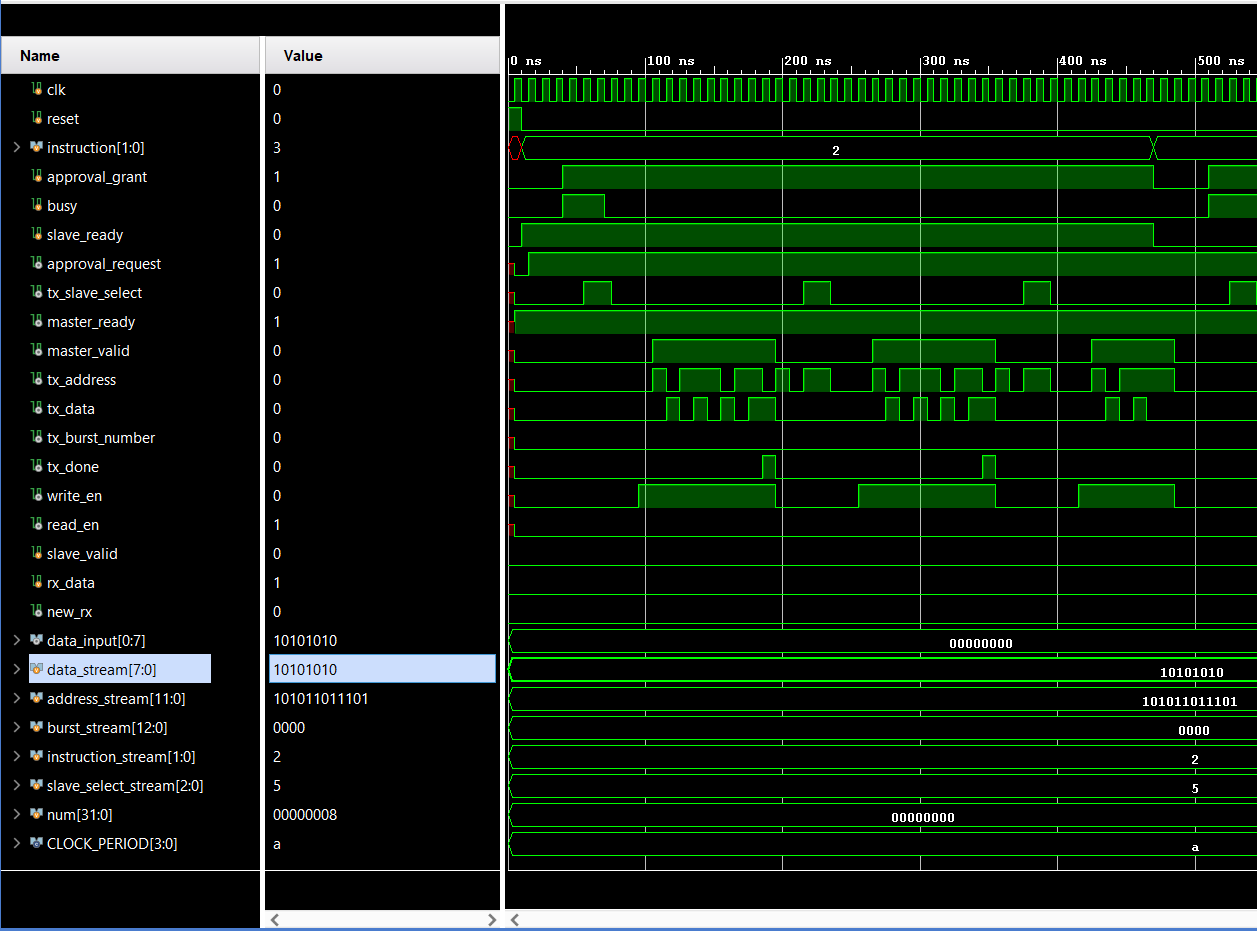 Name Value
0 ns 100 ns 200 ns 300 ns 400 ns 500 ns
clk 0
reset 0
instruction[1:0] 3 2
approval_grant 1
busy 0
slave_ready 0
approval_request 1
tx_slave_select 0
master_ready 1
master_valid 0
tx_address 0
tx_data 0
tx_burst_number 0
tx_done 0
write_en 0
read_en 1
slave_valid 0
rx_data 1
new_rx 0
data_input[0:7] 10101010 00000000
data_stream[7:0] 10101010 10101010
address_stream[11:0] 101011011101 101011011101
burst_stream[12:0] 0000 0000
instruction_stream[1:0] 2 2
slave_select_stream[2:0] 5 5
num[31:0] 00000008 00000000
CLOCK_PERIOD[3:0] a a